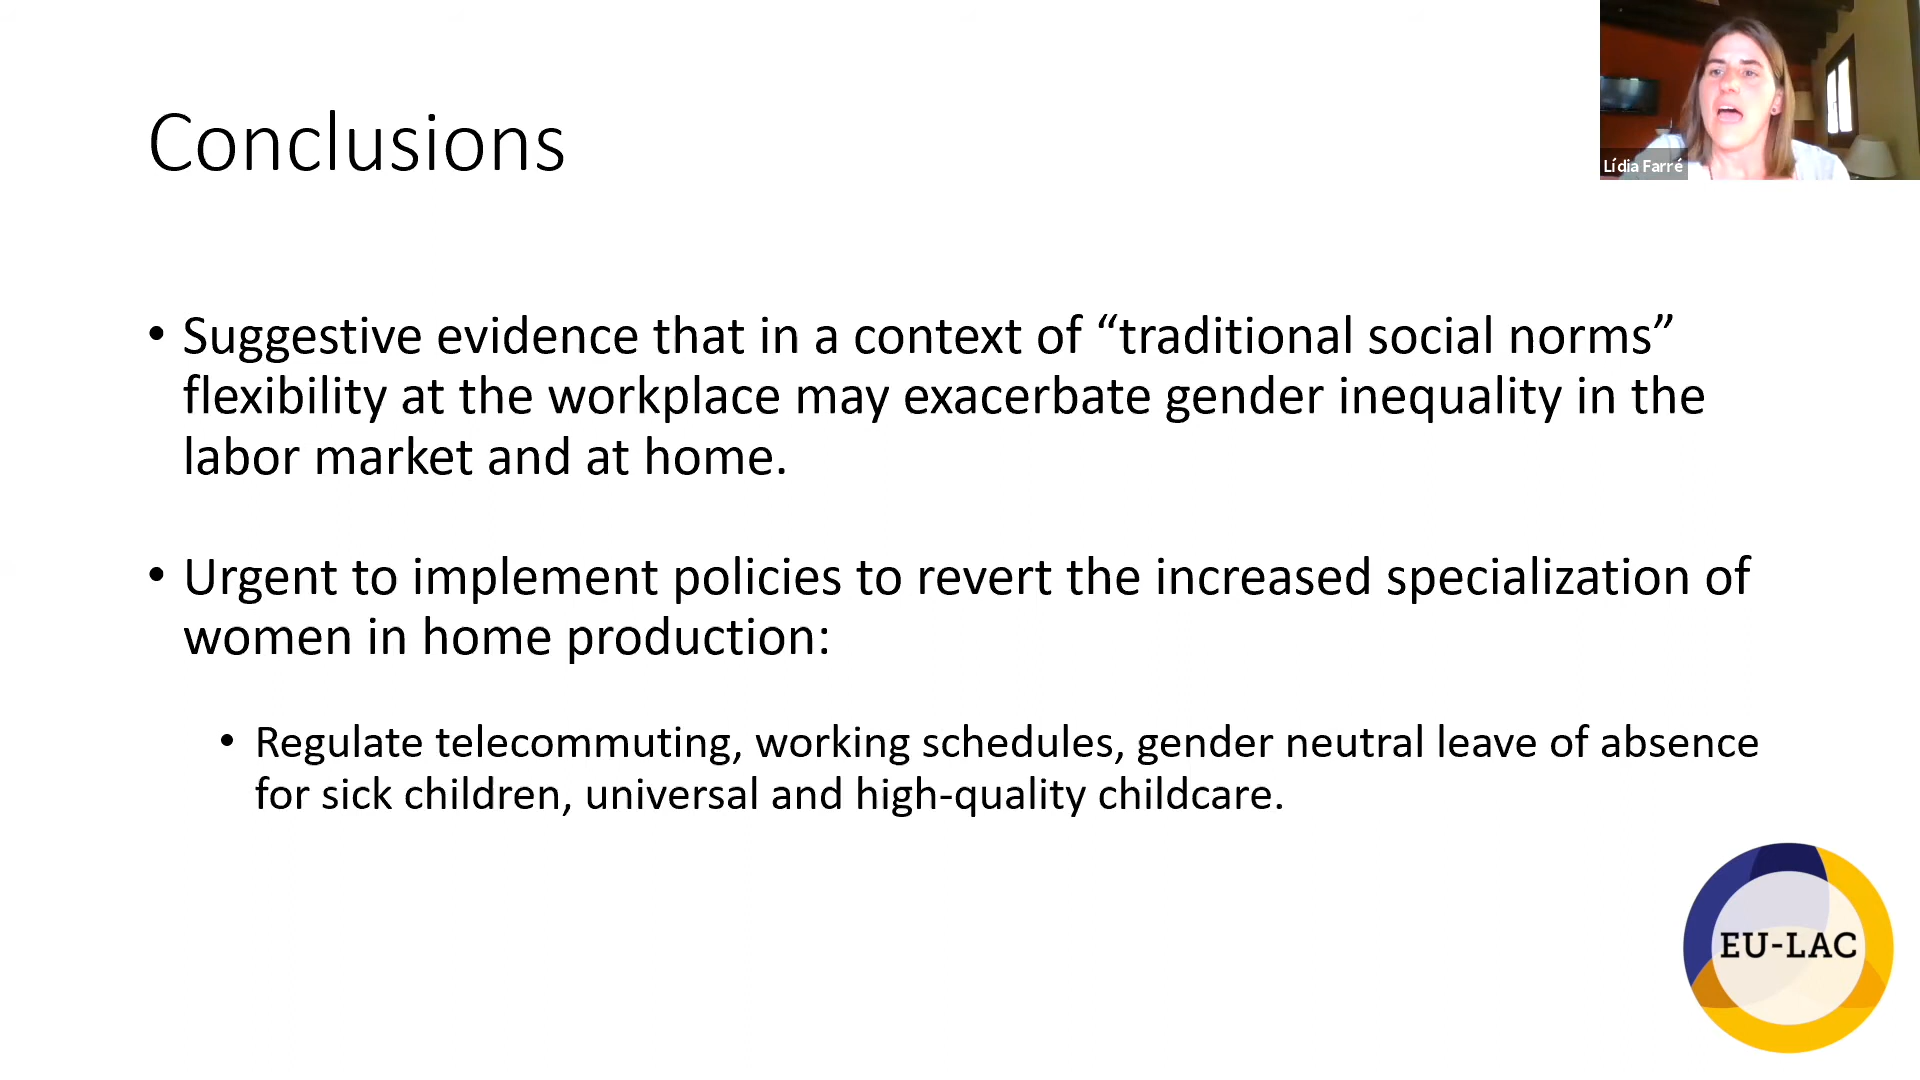 Conclusions
Lídia Farré
• Suggestive evidence that in a context of “traditional social norms”
flexibility at the workplace may exacerbate gender inequality in the
labor market and at home.
• Urgent to implement policies to revert the increased specialization of
women in home production:
• Regulate telecommuting, working schedules, gender neutral leave of absence
for sick children, universal and high-quality childcare.
EU-LAC